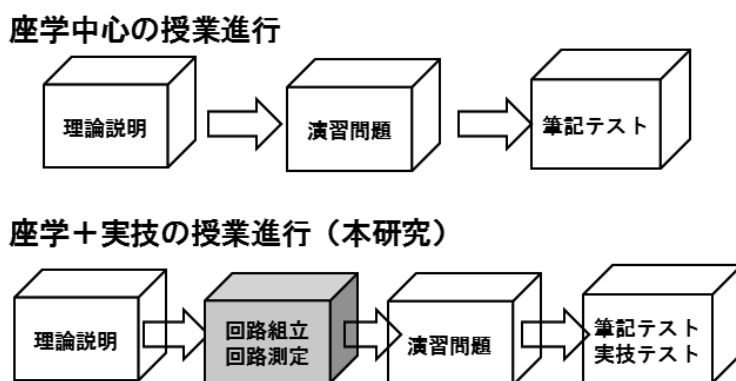 座学中心の授業進行
理論説明
演習問題
筆記テスト
座学＋実技の授業進行（本研究）
理論説明
回路組立
回路測定
演習問題
筆記テスト
実技テスト